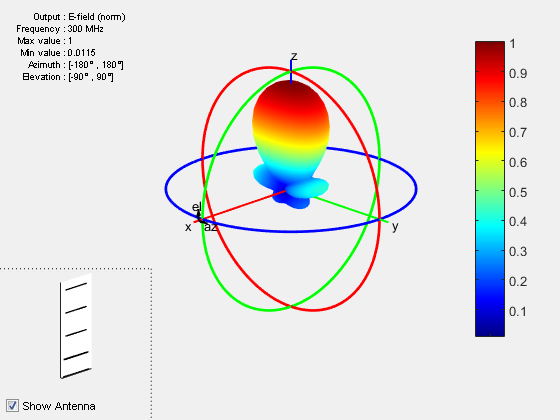 Output : E-field (norm)
Frequency : 300 MHz
Max value : 1
Min value : 0.0115
Azimuth : [-180° , 180°]
Elevation : [-90° , 90°]
z
el
x
az
y
1
0.9
0.8
0.7
0.6
0.5
0.4
0.3
0.2
0.1
Show Antenna